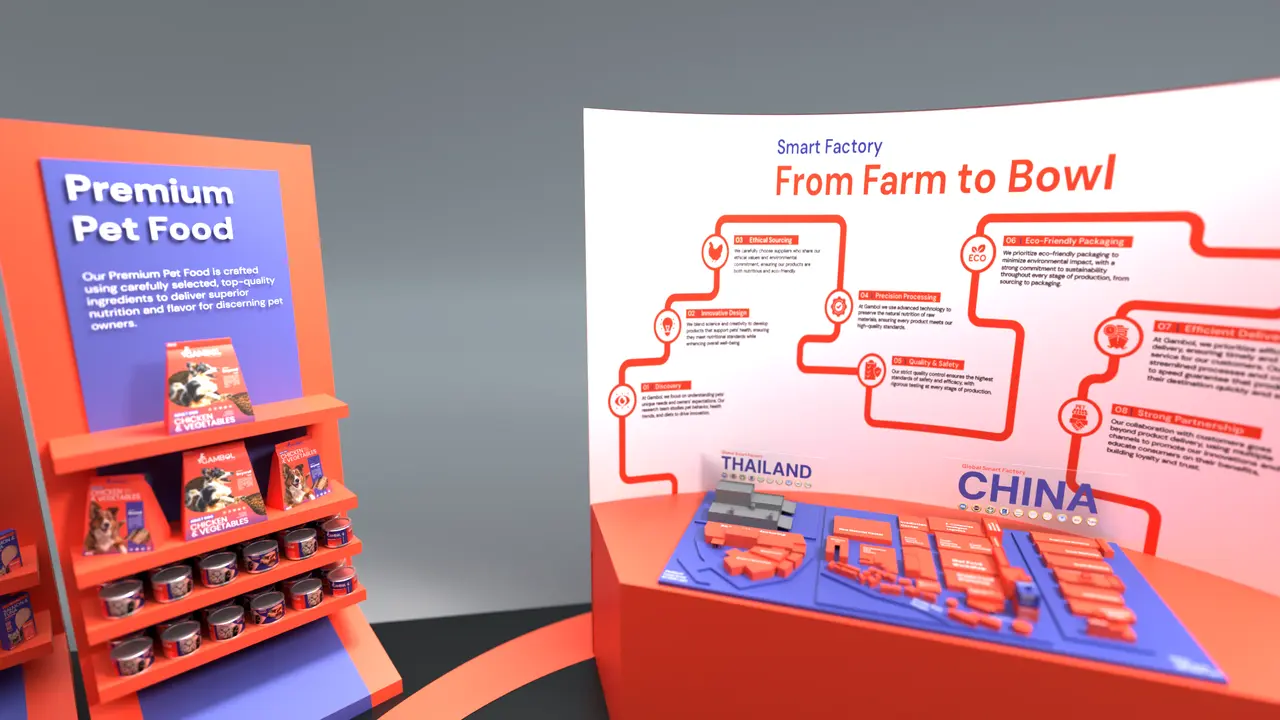 Premium
Pet Food
Our Premium Pet Food is crafted
using carefully selected, top-quality
ingredients to deliver superior
nutrition and flavor for discerning pet
owners.
GAMBOL
ADULT DOG
CHICKEN
& VEGETABLES
GAMBOL
ADULT DOG
CHICKEN
& VEGETABLES
CHICKEN
& VEGETABLES
CHICKEN
& VEGETABLES
Smart Factory
From Farm to Bowl
03 Ethical Sourcing
We carefully choose suppliers who share our
ethical values and environmental
commitment, ensuring our products are
both nutritious and eco-friendly.
02 Innovative Design
We blend science and creativity to develop
products that support pets' health, ensuring
they meet nutritional standards while
enhancing overall well-being.
01 Discovery
At Gambol, we focus on understanding pets'
unique needs and owners' expectations. Our
research team studies pet behavior, health
trends, and diets to drive innovation.
04 Precision Processing
At Gambol we use advanced technology to
preserve the natural nutrition of raw
materials, ensuring every product meets our
high-quality standards.
05 Quality & Safety
Our strict quality control ensures the highest
standards of safety and efficacy, with
rigorous testing at every stage of production.
ECO
06 Eco-Friendly Packaging
We prioritize eco-friendly packaging to
minimize environmental impact, with a
strong commitment to sustainability
throughout every stage of production, from
sourcing to packaging.
07 Efficient Deliver
At Gambol, we prioritize effi
delivery, ensuring timely an
service for our customers. Ou
streamlined processes
to speed guarantee that pro
their destination quickly and
08 Strong Partnership
Our collaboration with customers goes
beyond product delivery, using multiple
channels to promote our innovations and
educate consumers on their benefits,
building loyalty and trust.
Global Smart Factory
THAILAND
Global Smart Factory
CHINA